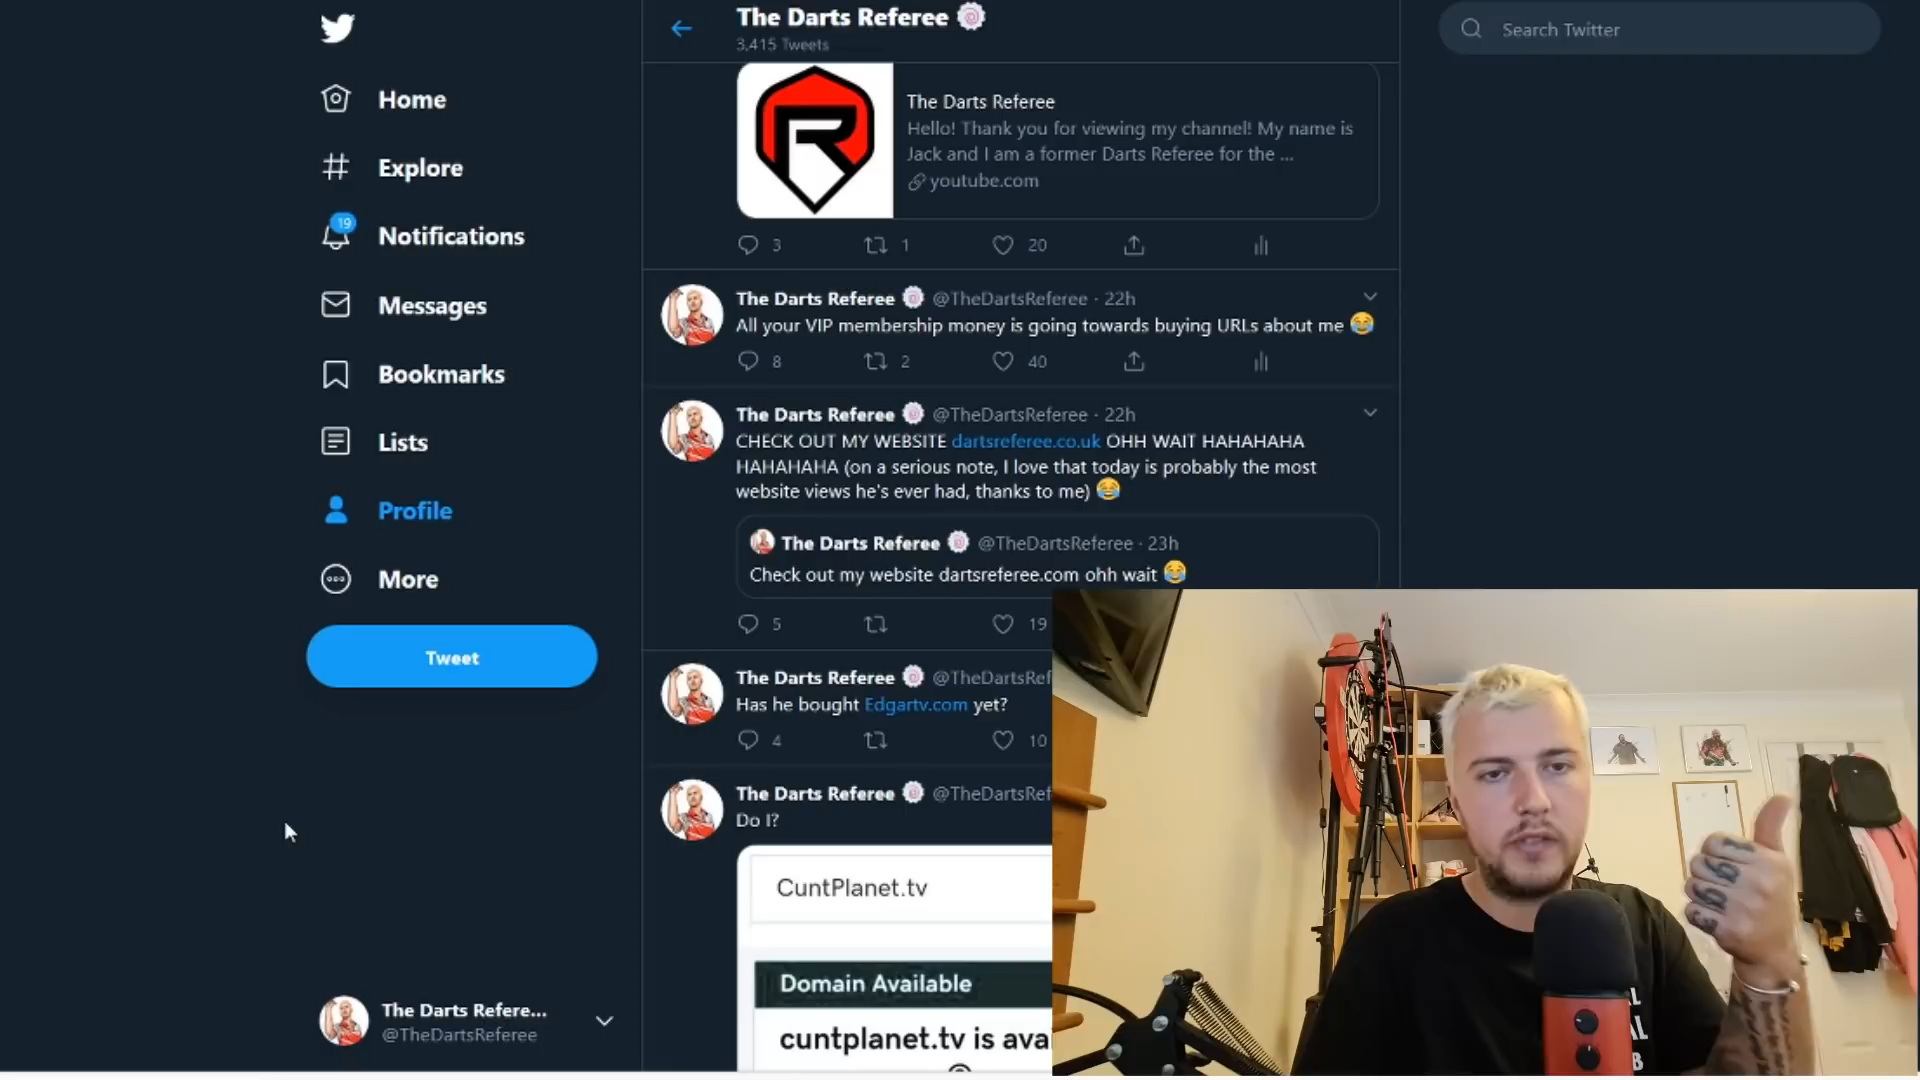 The Darts Referee
3,415 Tweets
Search Twitter
Home
Explore
19
Notifications
Messages
Bookmarks
Lists
Profile
More
Tweet
The Darts Refere...
@TheDartsReferee
R
The Darts Referee
Hello! Thank you for viewing my channel! My name is
Jack and I am a former Darts Referee for the ...
youtube.com
3 1 20
The Darts Referee @TheDartsReferee · 22h
All your VIP membership money is going towards buying URLs about me 😂
8 2 40
The Darts Referee @TheDartsReferee · 22h
CHECK OUT MY WEBSITE dartsreferee.co.uk OHH WAIT HAHAHAHA
HAHAHAHA (on a serious note, I love that today is probably the most
website views he's ever had, thanks to me) 😂
The Darts Referee @TheDartsReferee · 23h
Check out my website dartsreferee.com ohh wait 😂
5 19
The Darts Referee @TheDartsRef
Has he bought Edgartv.com yet?
4 10
The Darts Referee @TheDartsRef
Do I?
CuntPlanet.tv
Domain Available
cuntplanet.tv is ava